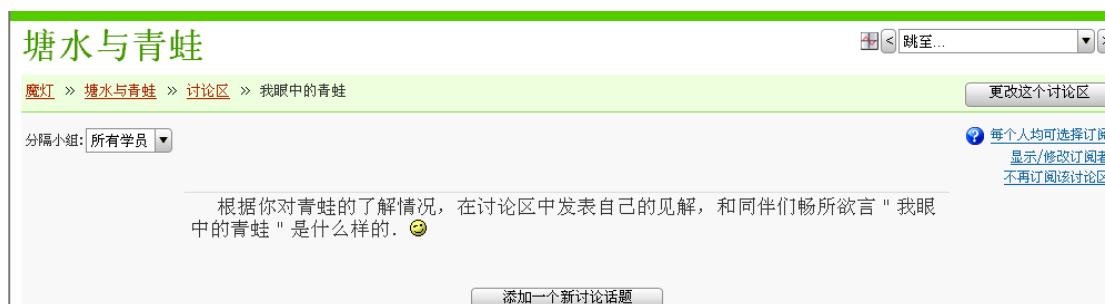 塘水与青蛙
< 跳至...
魔灯 » 塘水与青蛙 » 讨论区 » 我眼中的青蛙
更改这个讨论区
分隔小组: 所有学员
每个人均可选择订阅
显示/修改订阅者
不再订阅该讨论区
根据你对青蛙的了解情况，在讨论区中发表自己的见解，和同伴们畅所欲言＂我眼
中的青蛙＂是什么样的．
添加一个新讨论话题